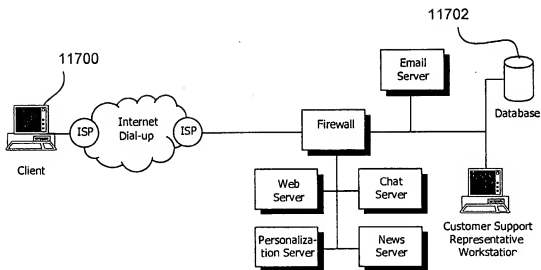 11702
11700
Email
Server
Internet
Dial-up
ISP
ISP
Firewall
Database
Client
Web
Server
Chat
Server
Personaliza-
tion Server
News
Server
Customer Support
Representative
Workstation